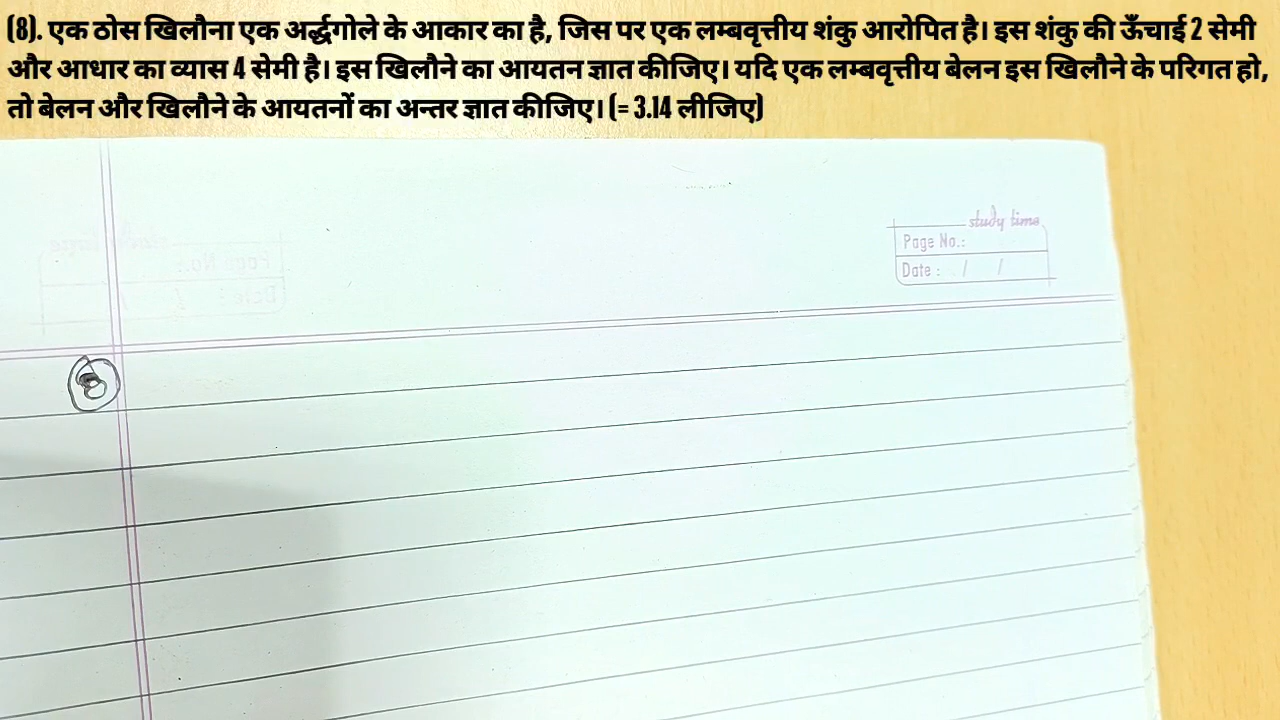 (8). एक ठोस खिलौना एक अर्द्धगोले के आकार का है, जिस पर एक लम्बवृत्तीय शंकु आरोपित है। इस शंकु की ऊँचाई 2 सेमी
और आधार का व्यास 4 सेमी है। इस खिलौने का आयतन ज्ञात कीजिए। यदि एक लम्बवृत्तीय बेलन इस खिलौने के परिगत हो,
तो बेलन और खिलौने के आयतनों का अन्तर ज्ञात कीजिए। (= 3.14 लीजिए)
study time
Page No.:
Date : / /
8